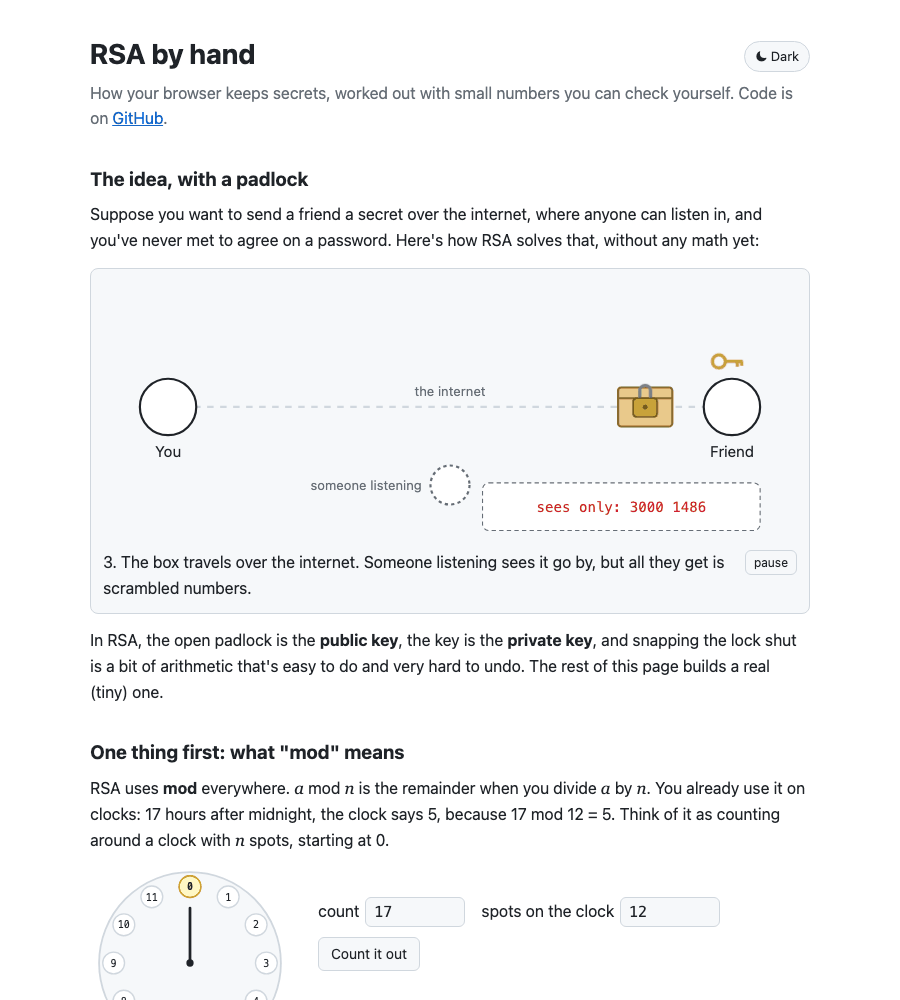 RSA by hand
Dark
How your browser keeps secrets, worked out with small numbers you can check yourself. Code is
on GitHub.
The idea, with a padlock
Suppose you want to send a friend a secret over the internet, where anyone can listen in, and
you've never met to agree on a password. Here's how RSA solves that, without any math yet:
the internet
You
Friend
someone listening
sees only: 3000 1486
3. The box travels over the internet. Someone listening sees it go by, but all they get is
scrambled numbers.
pause
In RSA, the open padlock is the public key, the key is the private key, and snapping the lock shut
is a bit of arithmetic that's easy to do and very hard to undo. The rest of this page builds a real
(tiny) one.
One thing first: what "mod" means
RSA uses mod everywhere. a mod n is the remainder when you divide a by n. You already use it on
clocks: 17 hours after midnight, the clock says 5, because 17 mod 12 = 5. Think of it as counting
around a clock with n spots, starting at 0.
0
11
1
10
2
9
3
count 17 spots on the clock 12
Count it out